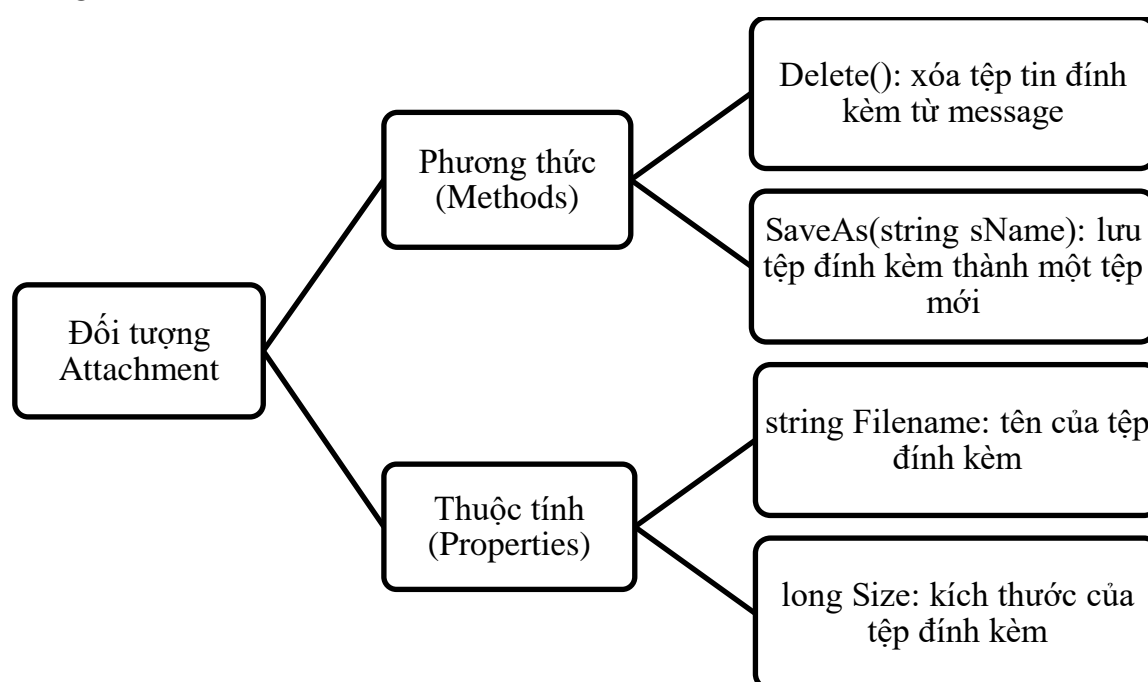 Đối tượng
Attachment
Phương thức
(Methods)
Delete(): xóa tệp tin đính
kèm từ message
SaveAs(string sName): lưu
tệp đính kèm thành một tệp
mới
Thuộc tính
(Properties)
string Filename: tên của tệp
đính kèm
long Size: kích thước của
tệp đính kèm